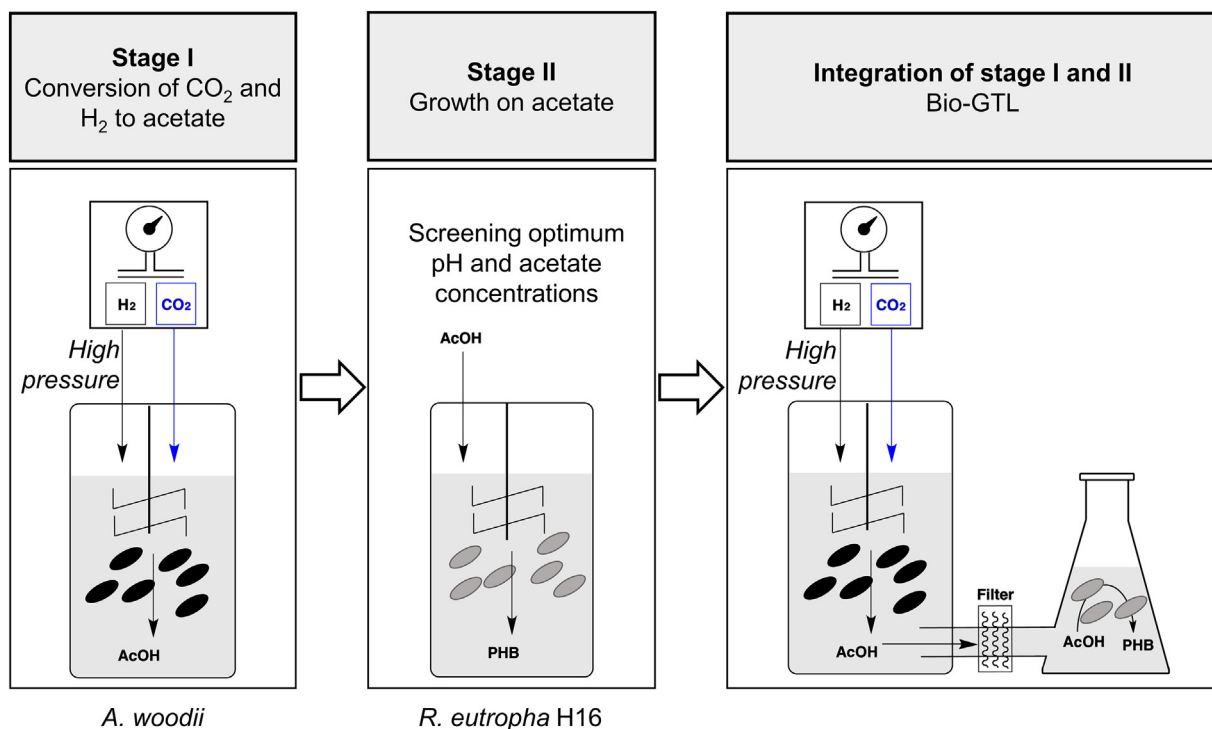 Stage I
Conversion of CO₂ and
H₂ to acetate
Stage II
Growth on acetate
Integration of stage I and II
Bio-GTL
H₂
CO₂
High
pressure
AcOH
A. woodii
Screening optimum
pH and acetate
concentrations
AcOH
PHB
R. eutropha H16
H₂
CO₂
High
pressure
AcOH
Filter
AcOH
PHB